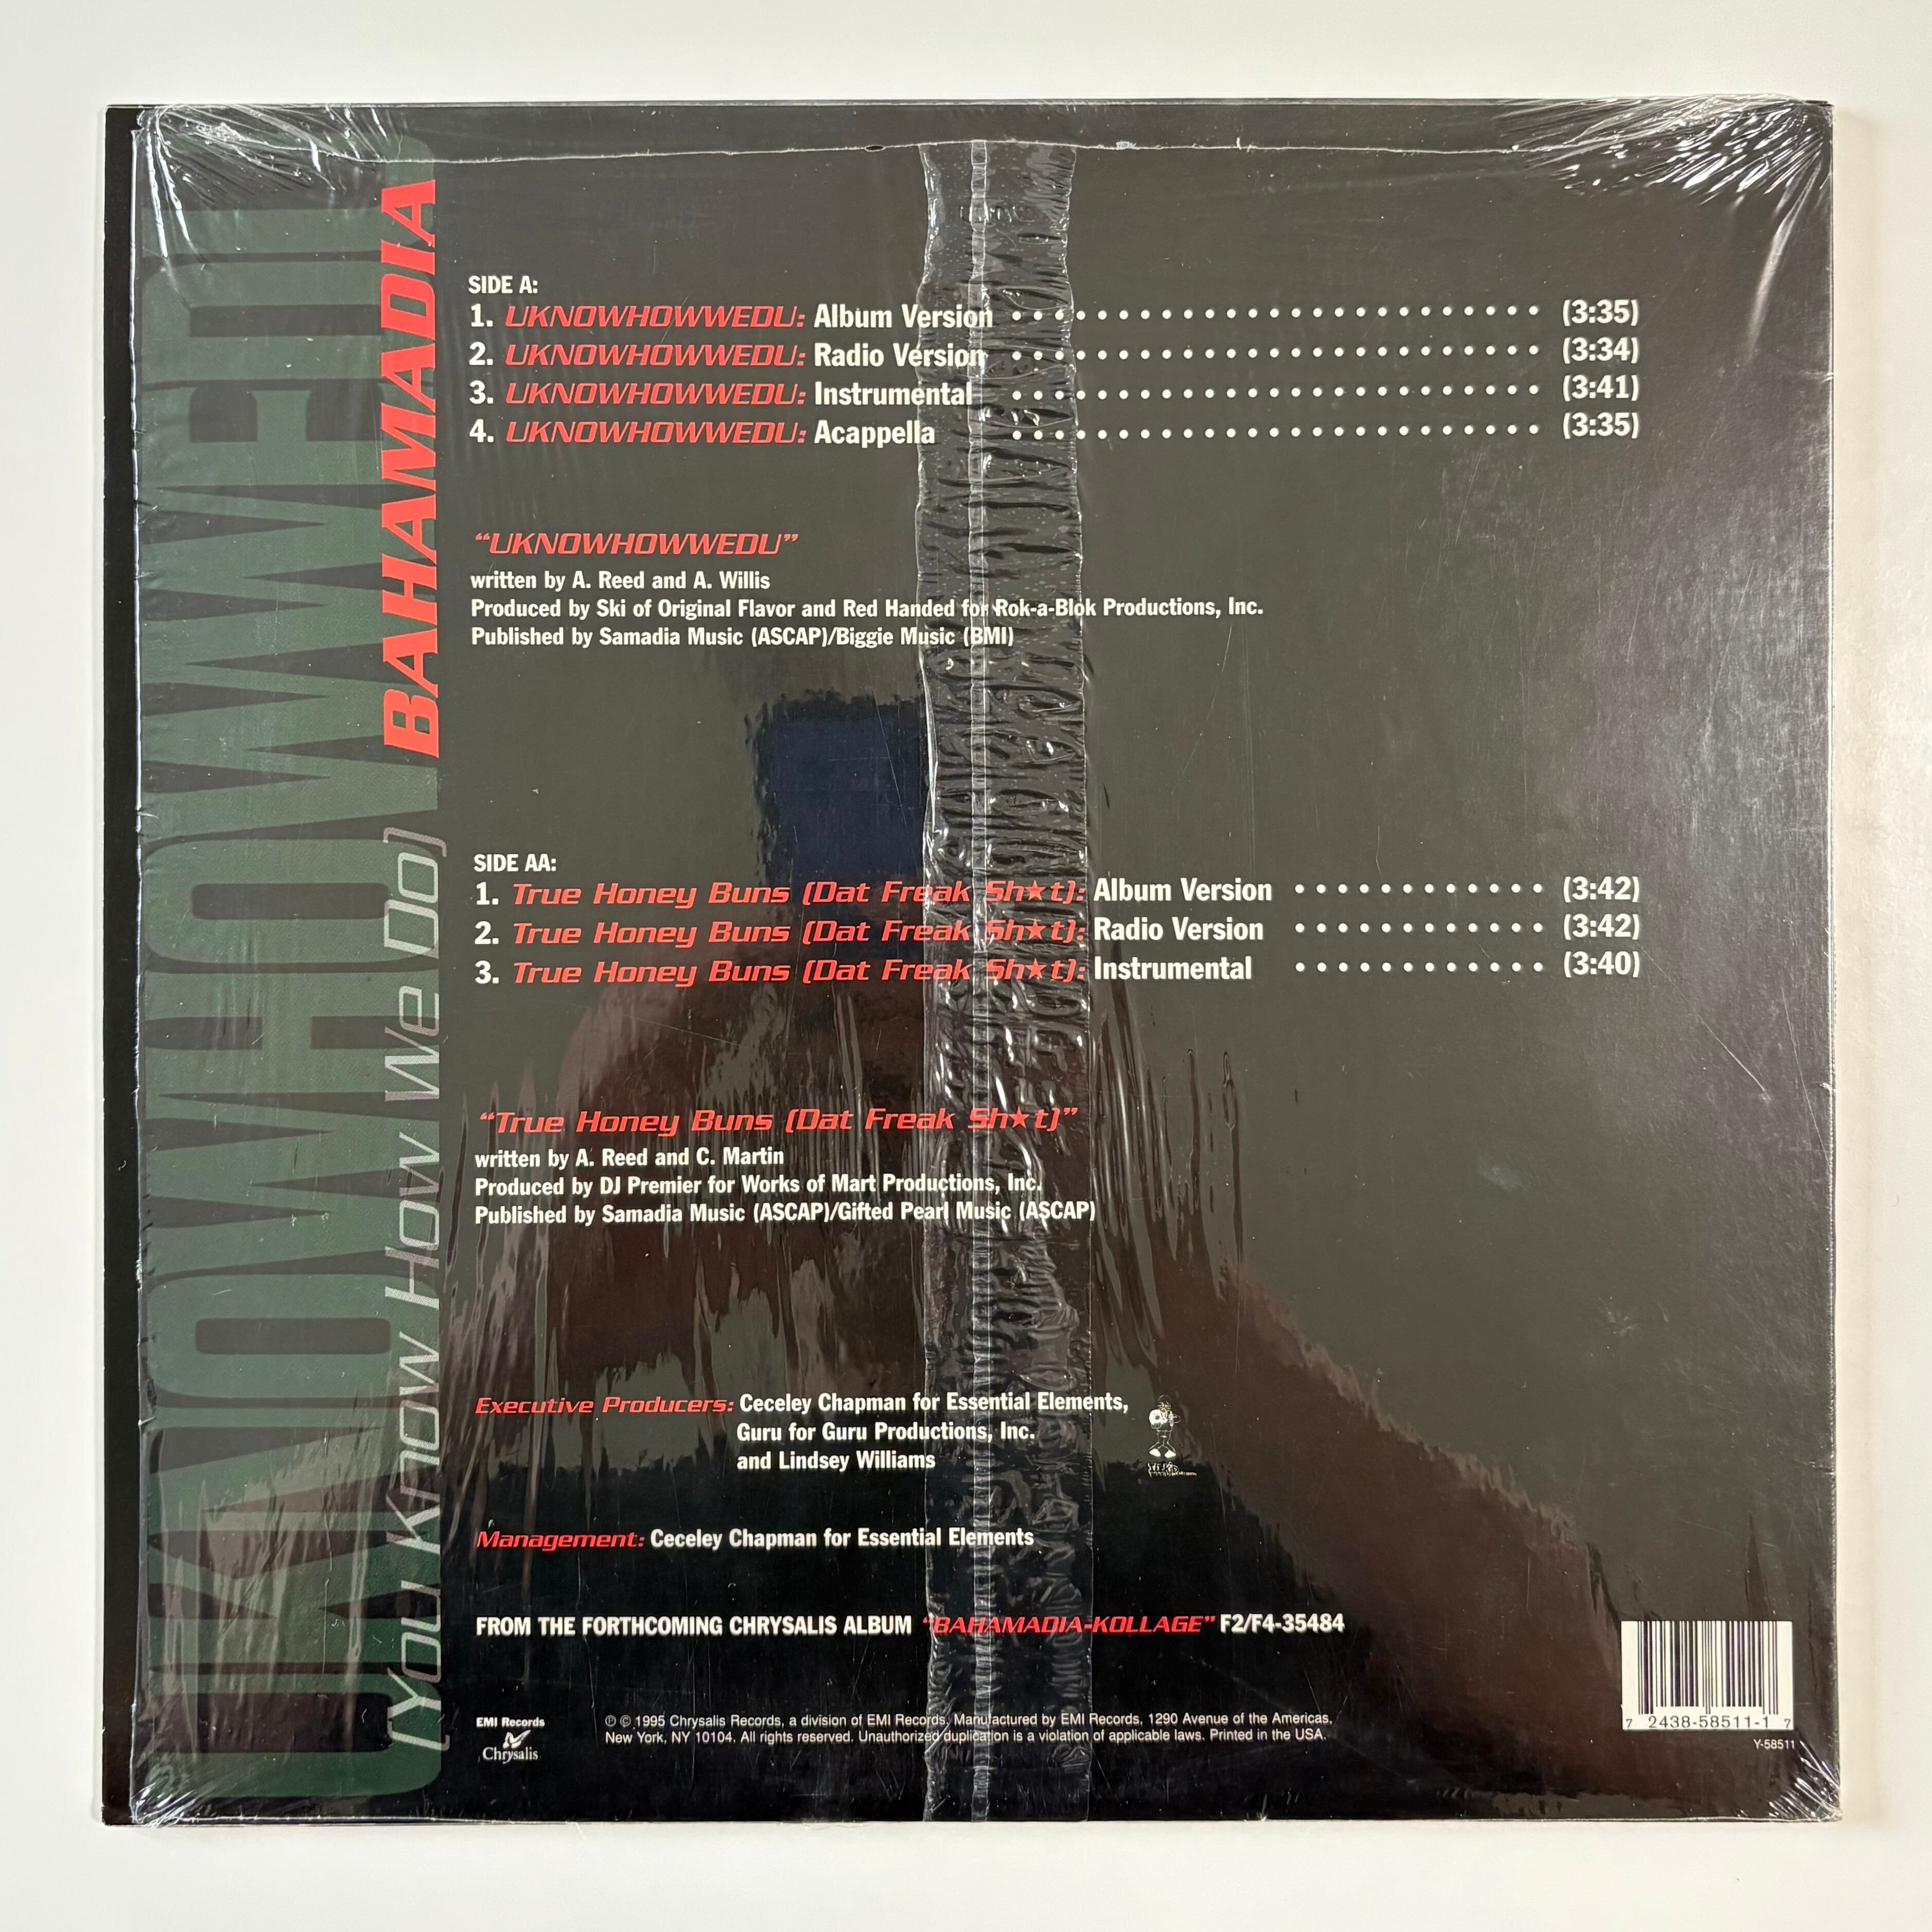 UKNOWHOWWEDU
(You Know How We Do)
BAHAMADIA
SIDE A:
1. UKNOWHOWWEDU: Album Version (3:35)
2. UKNOWHOWWEDU: Radio Version (3:34)
3. UKNOWHOWWEDU: Instrumental (3:41)
4. UKNOWHOWWEDU: Acappella (3:35)
“UKNOWHOWWEDU”
written by A. Reed and A. Willis
Produced by Ski of Original Flavor and Red Handed for Rok-a-Blok Productions, Inc.
Published by Samadia Music (ASCAP)/Biggie Music (BMI)
SIDE AA:
1. True Honey Buns (Dat Freak Sh★t): Album Version (3:42)
2. True Honey Buns (Dat Freak Sh★t): Radio Version (3:42)
3. True Honey Buns (Dat Freak Sh★t): Instrumental (3:40)
“True Honey Buns (Dat Freak Sh★t)”
written by A. Reed and C. Martin
Produced by DJ Premier for Works of Mart Productions, Inc.
Published by Samadia Music (ASCAP)/Gifted Pearl Music (ASCAP)
Executive Producers: Ceceley Chapman for Essential Elements,
Guru for Guru Productions, Inc.
and Lindsey Williams
Management: Ceceley Chapman for Essential Elements
FROM THE FORTHCOMING CHRYSALIS ALBUM “BAHAMADIA-KOLLAGE” F2/F4-35484
EMI Records
Chrysalis
℗ © 1995 Chrysalis Records, a division of EMI Records. Manufactured by EMI Records, 1290 Avenue of the Americas,
New York, NY 10104. All rights reserved. Unauthorized duplication is a violation of applicable laws. Printed in the USA.
7 2438-58511-1 7
Y-58511